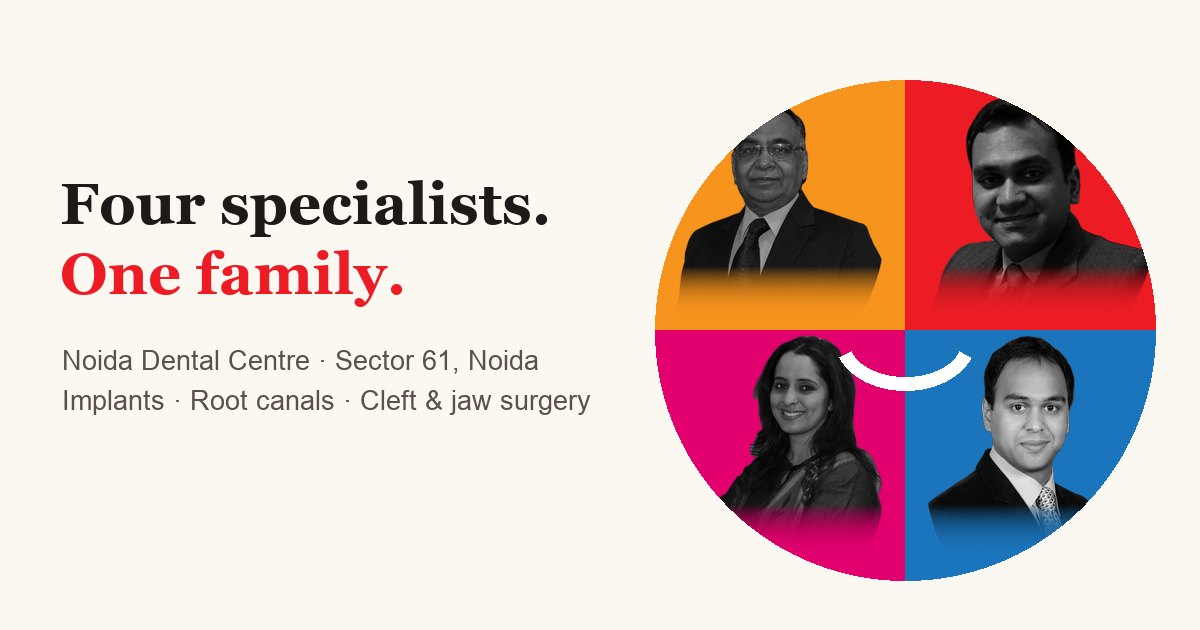 Four specialists.
One family.
Noida Dental Centre · Sector 61, Noida
Implants · Root canals · Cleft & jaw surgery